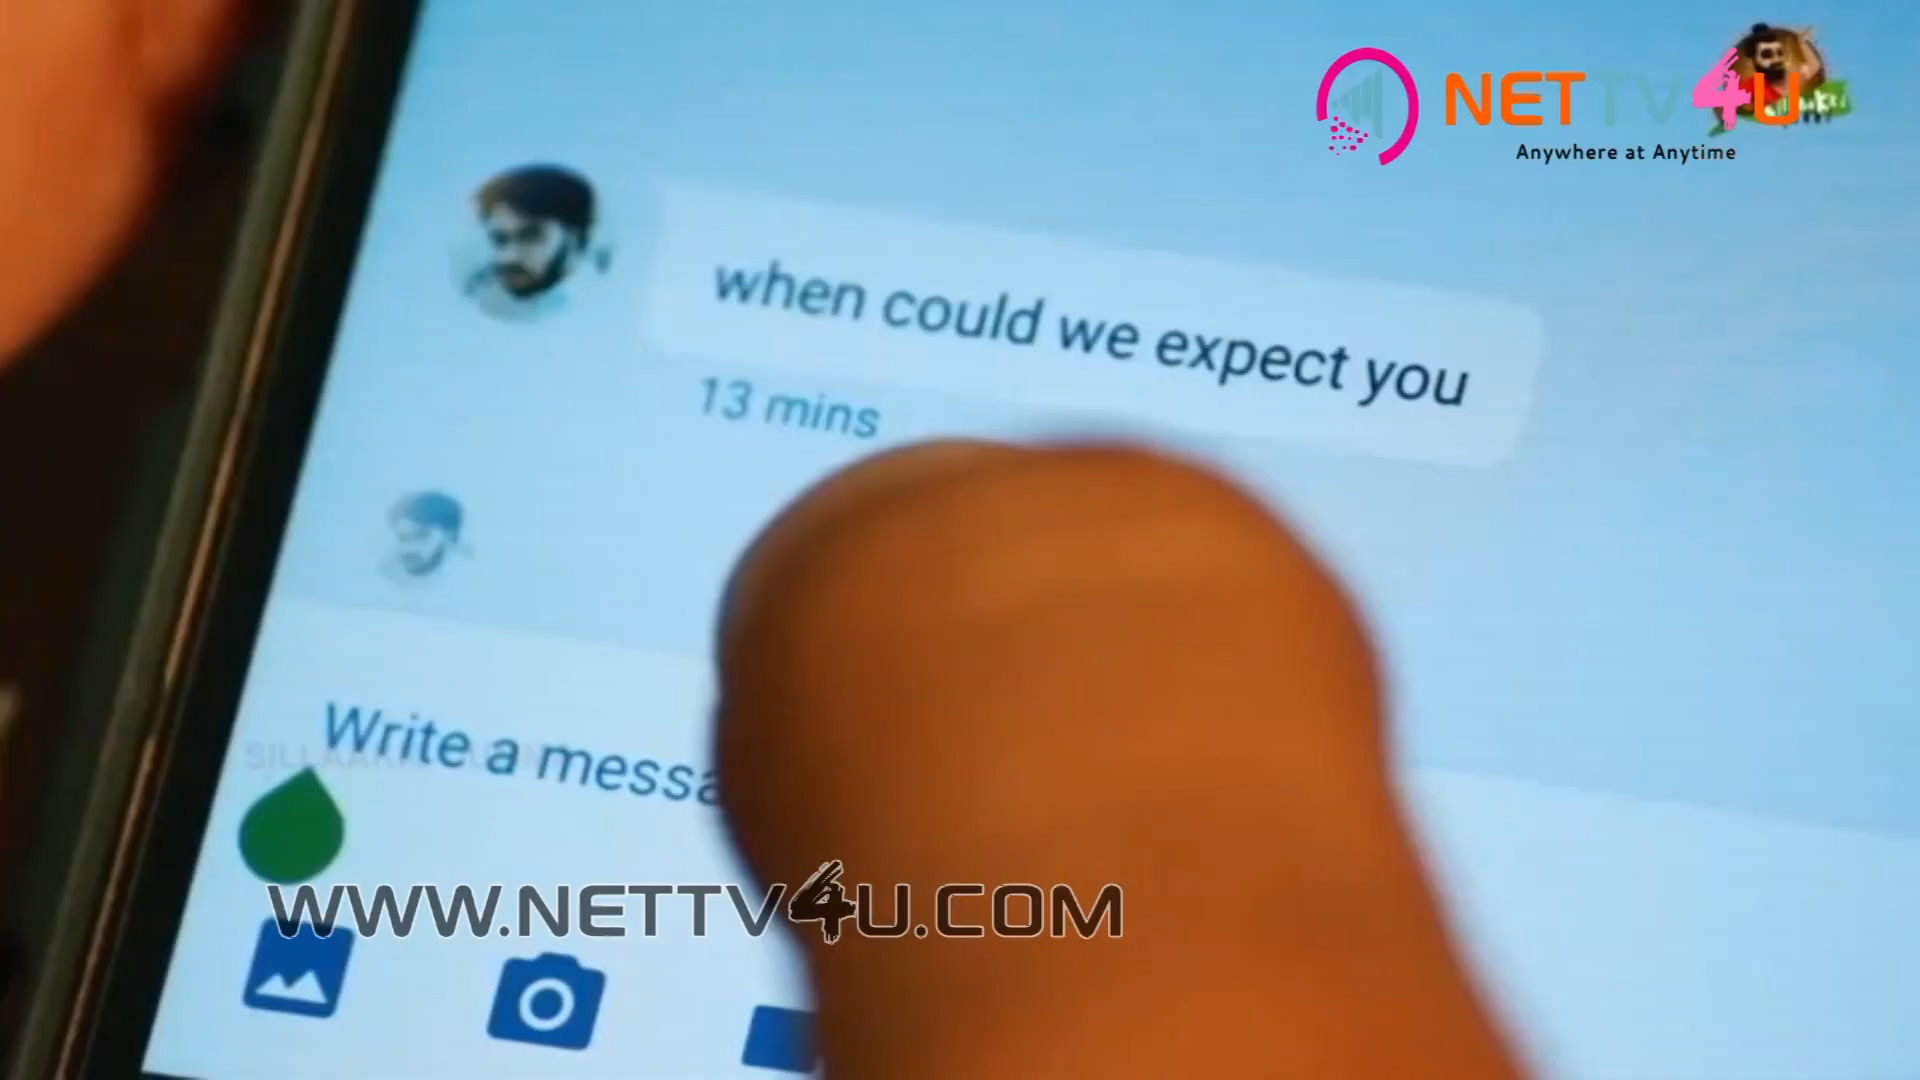 NETTV4U
Anywhere at Anytime
when could we expect you
13 mins
Write a messa
WWW.NETTV4U.COM